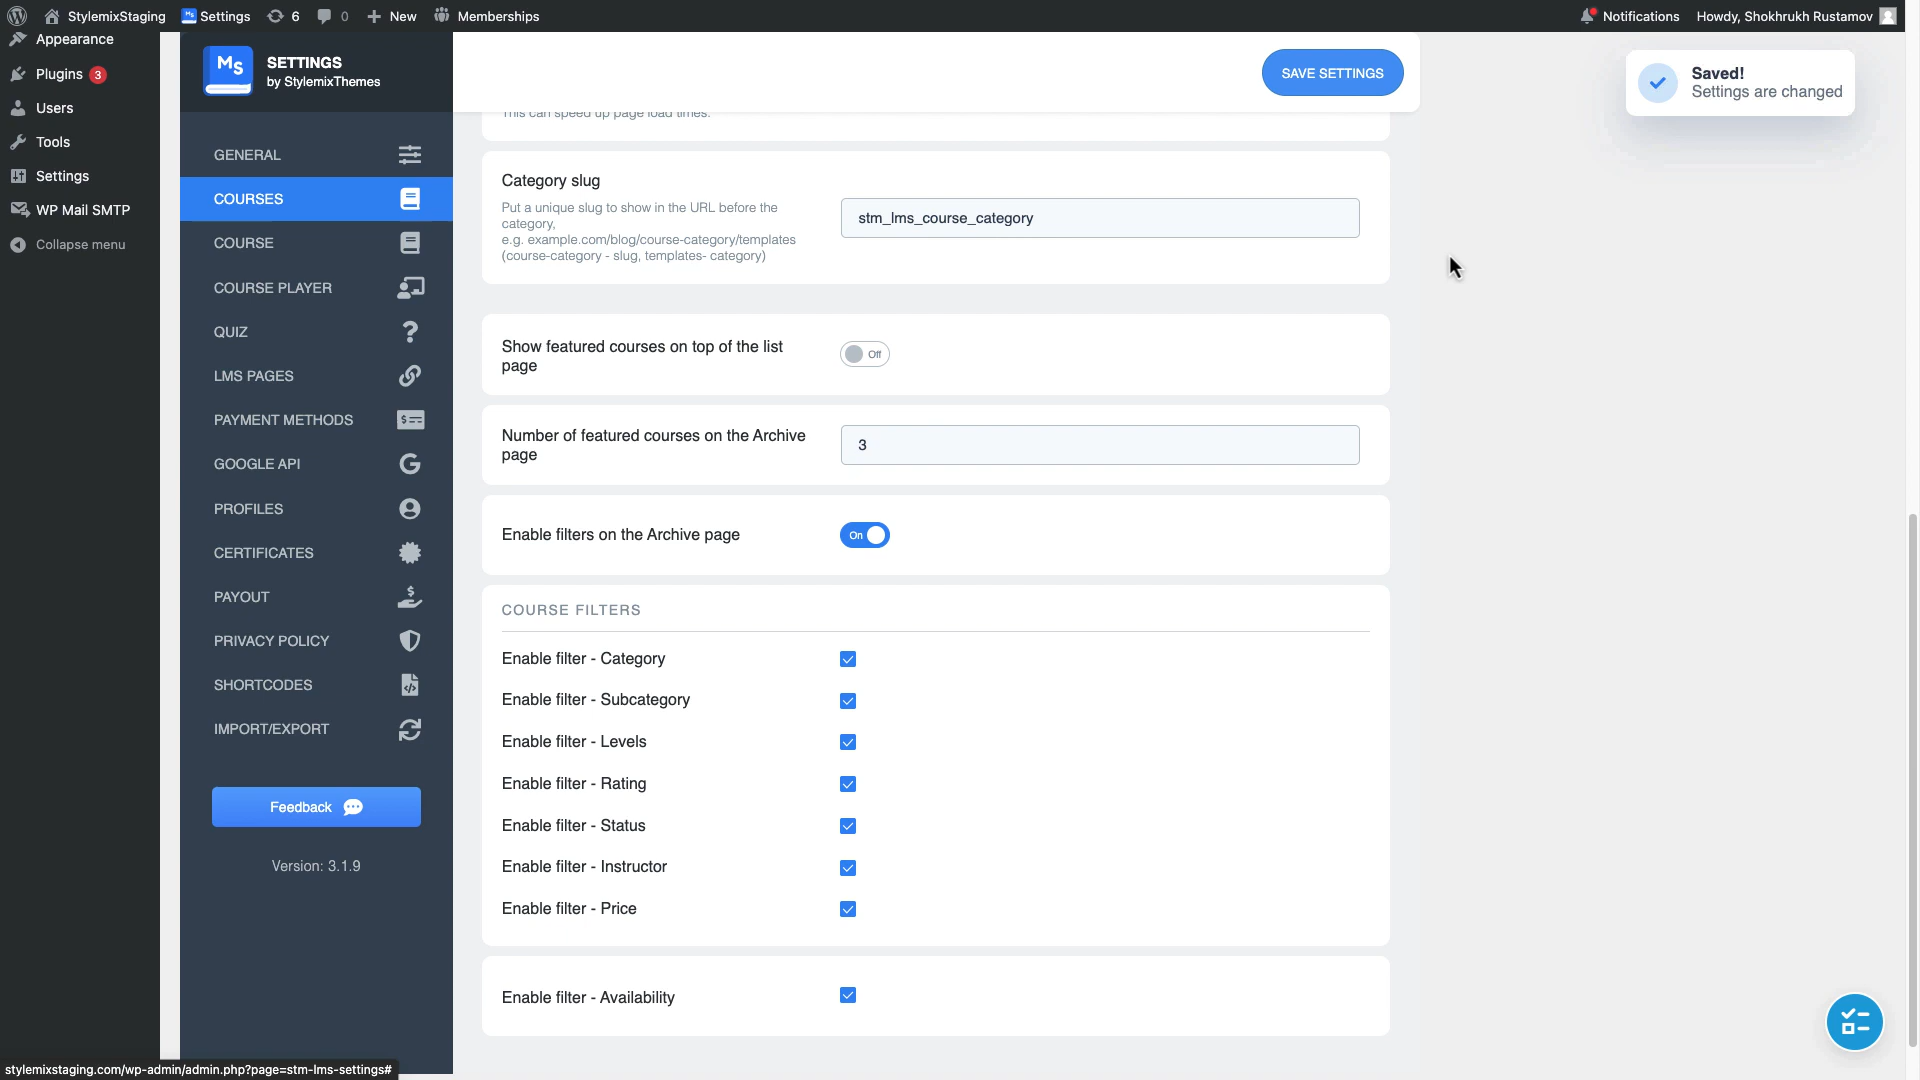 StylemixStaging
Settings
6
0
New
Memberships
Notifications
Howdy, Shokhrukh Rustamov
Appearance
Plugins 3
Users
Tools
Settings
WP Mail SMTP
Collapse menu
MS
SETTINGS
by StylemixThemes
GENERAL
COURSES
COURSE
COURSE PLAYER
QUIZ
LMS PAGES
PAYMENT METHODS
GOOGLE API
PROFILES
CERTIFICATES
PAYOUT
PRIVACY POLICY
SHORTCODES
IMPORT/EXPORT
Feedback
Version: 3.1.9
SAVE SETTINGS
Saved!
Settings are changed
This can speed up page load times.
Category slug
Put a unique slug to show in the URL before the
category,
e.g. example.com/blog/course-category/templates
(course-category - slug, templates- category)
stm_lms_course_category
Show featured courses on top of the list
page
Off
Number of featured courses on the Archive
page
3
Enable filters on the Archive page
On
COURSE FILTERS
Enable filter - Category
Enable filter - Subcategory
Enable filter - Levels
Enable filter - Rating
Enable filter - Status
Enable filter - Instructor
Enable filter - Price
Enable filter - Availability
stylemixstaging.com/wp-admin/admin.php?page=stm-lms-settings#